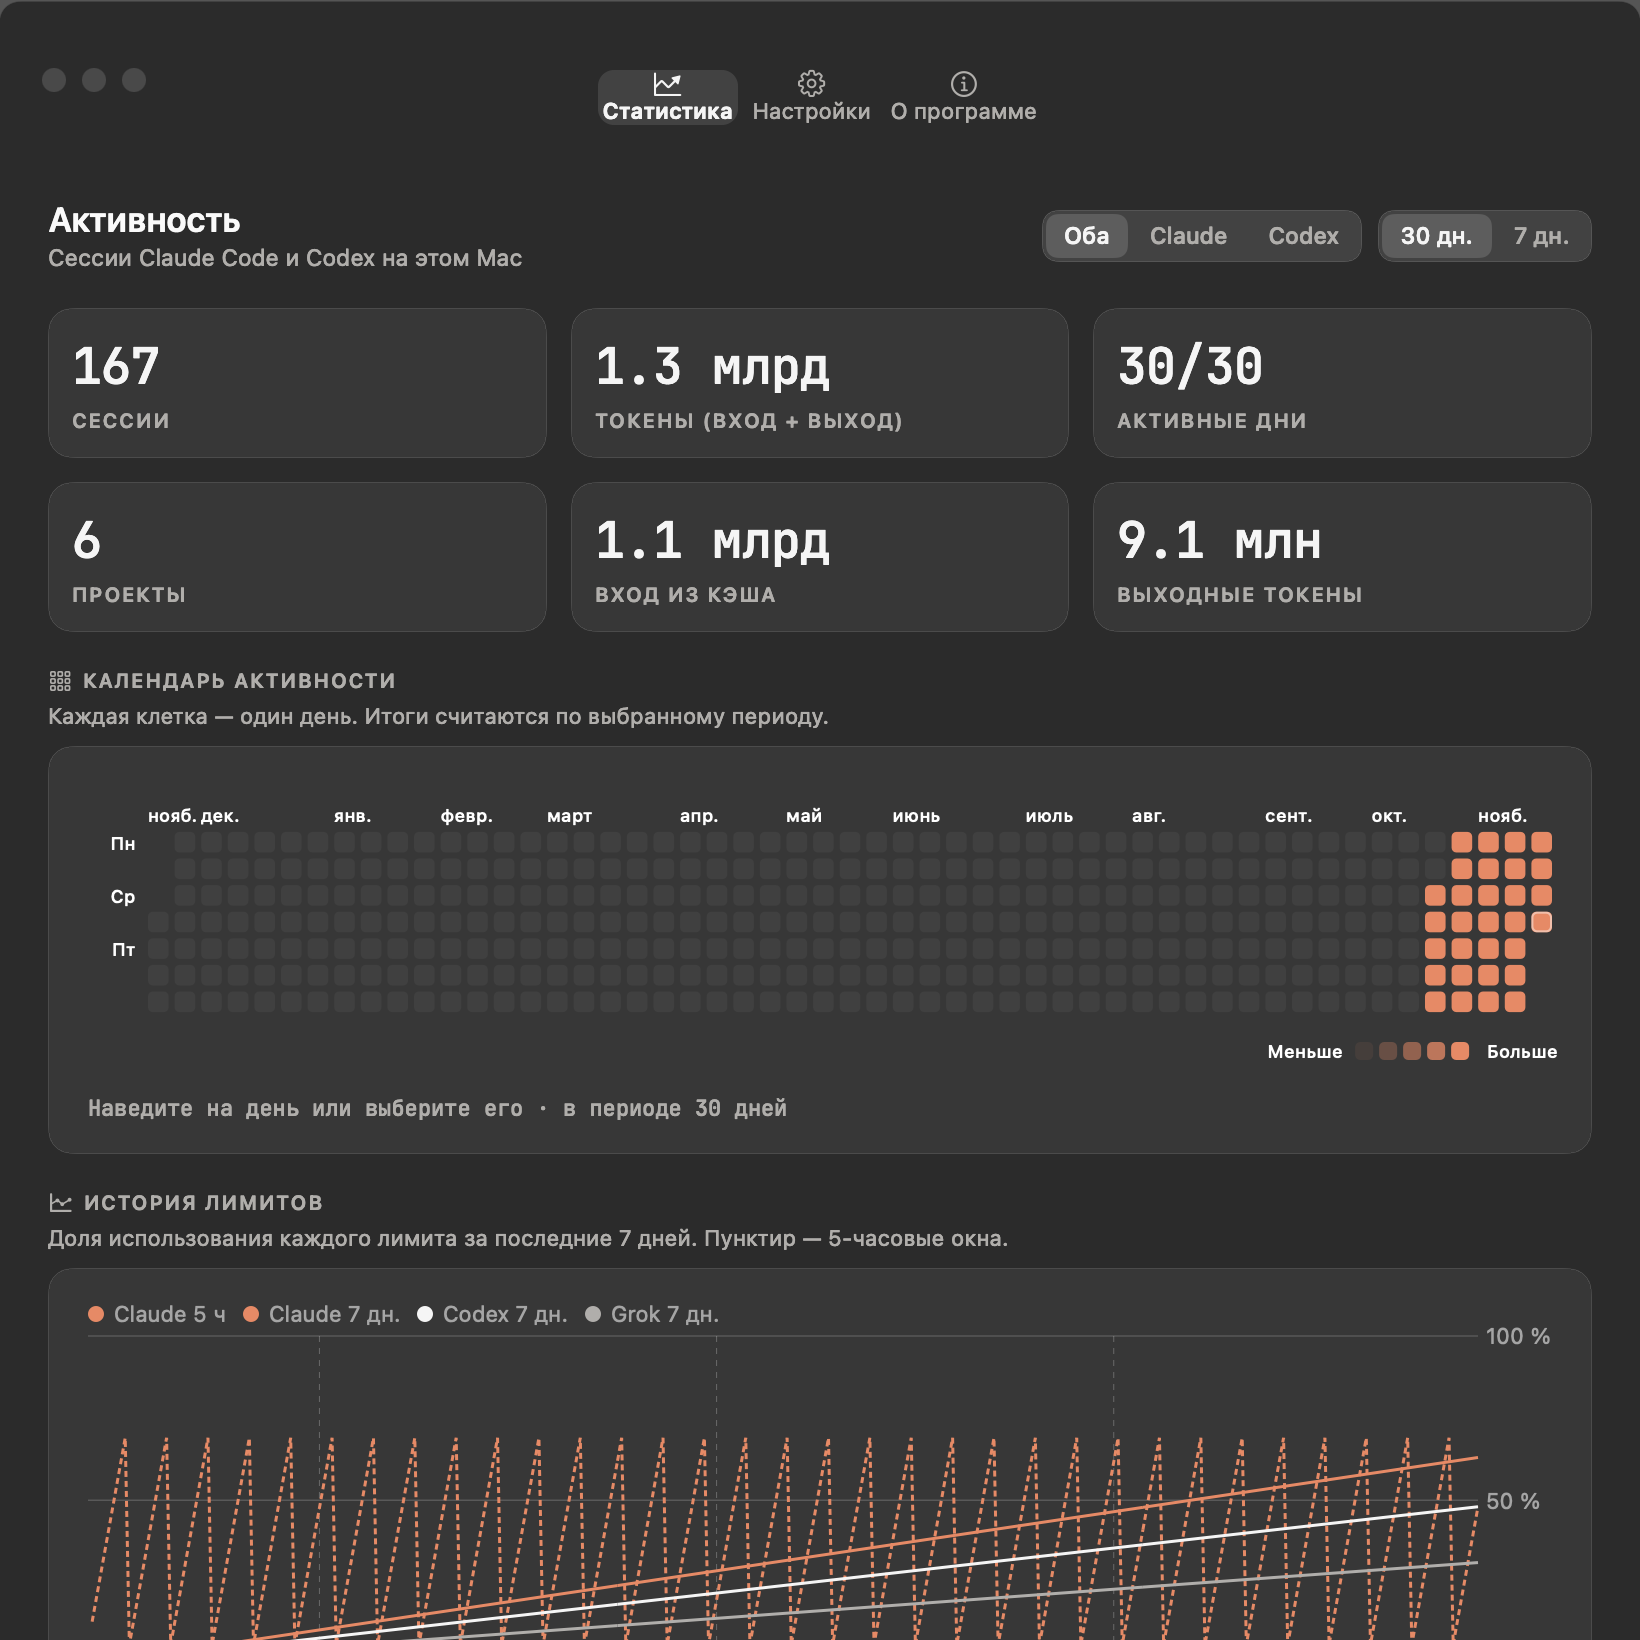 Статистика
Настройки
О программе
Активность
Сессии Claude Code и Codex на этом Mac
Оба
Claude
Codex
30 дн.
7 дн.
167
СЕССИИ
1.3 млрд
ТОКЕНЫ (ВХОД + ВЫХОД)
30/30
АКТИВНЫЕ ДНИ
6
ПРОЕКТЫ
1.1 млрд
ВХОД ИЗ КЭША
9.1 млн
ВЫХОДНЫЕ ТОКЕНЫ
КАЛЕНДАРЬ АКТИВНОСТИ
Каждая клетка — один день. Итоги считаются по выбранному периоду.
нояб. дек. янв. февр. март апр. май июнь июль авг. сент. окт. нояб.
Пн
Ср
Пт
Меньше
Больше
Наведите на день или выберите его · в периоде 30 дней
ИСТОРИЯ ЛИМИТОВ
Доля использования каждого лимита за последние 7 дней. Пунктир — 5-часовые окна.
Claude 5 ч
Claude 7 дн.
Codex 7 дн.
Grok 7 дн.
100 %
50 %